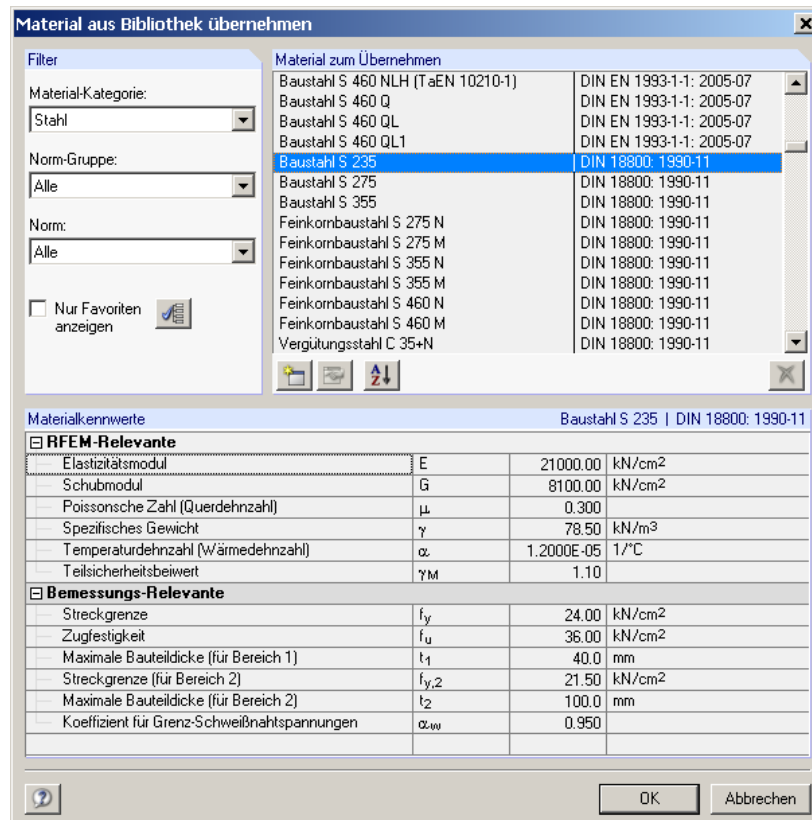 Material aus Bibliothek übernehmen
Filter
Material-Kategorie:
Stahl
Norm-Gruppe:
Alle
Norm:
Alle
Nur Favoriten
anzeigen
Material zum Übernehmen
Baustahl S 460 NLH (TaEN 10210-1) DIN EN 1993-1-1: 2005-07
Baustahl S 460 Q DIN EN 1993-1-1: 2005-07
Baustahl S 460 QL DIN EN 1993-1-1: 2005-07
Baustahl S 460 QL1 DIN EN 1993-1-1: 2005-07
Baustahl S 235 DIN 18800: 1990-11
Baustahl S 275 DIN 18800: 1990-11
Baustahl S 355 DIN 18800: 1990-11
Feinkornbaustahl S 275 N DIN 18800: 1990-11
Feinkornbaustahl S 275 M DIN 18800: 1990-11
Feinkornbaustahl S 355 N DIN 18800: 1990-11
Feinkornbaustahl S 355 M DIN 18800: 1990-11
Feinkornbaustahl S 460 N DIN 18800: 1990-11
Feinkornbaustahl S 460 M DIN 18800: 1990-11
Vergütungsstahl C 35+N DIN 18800: 1990-11
A
Z
Materialkennwerte Baustahl S 235 | DIN 18800: 1990-11
RFEM-Relevante
Elastizitätsmodul E 21000.00 kN/cm2
Schubmodul G 8100.00 kN/cm2
Poissonsche Zahl (Querdehnzahl) μ 0.300
Spezifisches Gewicht γ 78.50 kN/m3
Temperaturdehnzahl (Wärmedehnzahl) α 1.2000E-05 1/°C
Teilsicherheitsbeiwert γM 1.10
Bemessungs-Relevante
Streckgrenze fy 24.00 kN/cm2
Zugfestigkeit fu 36.00 kN/cm2
Maximale Bauteildicke (für Bereich 1) t1 40.0 mm
Streckgrenze (für Bereich 2) fy,2 21.50 kN/cm2
Maximale Bauteildicke (für Bereich 2) t2 100.0 mm
Koeffizient für Grenz-Schweißnahtspannungen αw 0.950
? OK Abbrechen